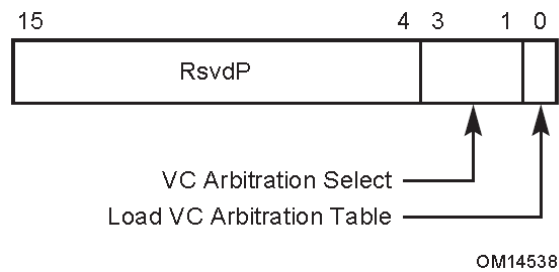 15 4 3 1 0
RsvdP
VC Arbitration Select
Load VC Arbitration Table
OM14538